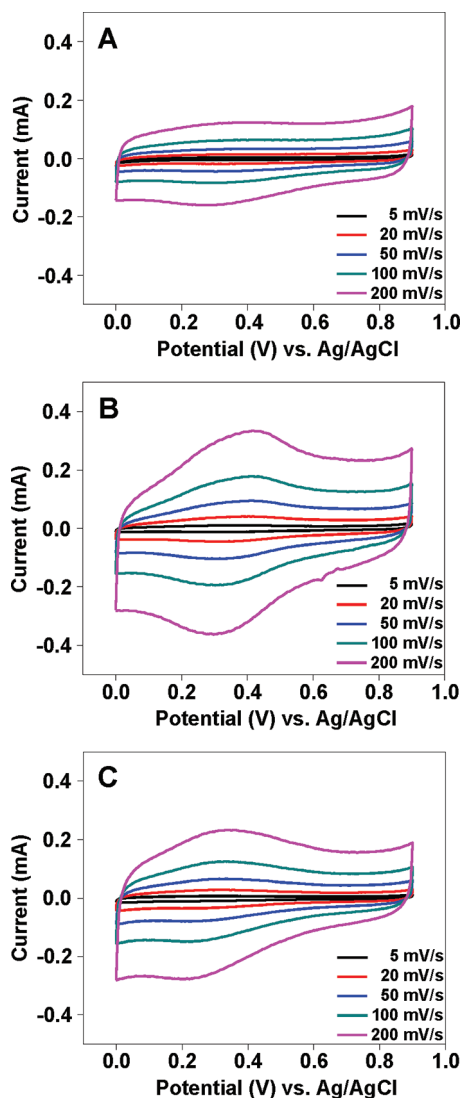 A
Current (mA)
0.4
0.2
0.0
-0.2
-0.4
5 mV/s
20 mV/s
50 mV/s
100 mV/s
200 mV/s
0.0 0.2 0.4 0.6 0.8 1.0
Potential (V) vs. Ag/AgCl
B
Current (mA)
0.4
0.2
0.0
-0.2
-0.4
5 mV/s
20 mV/s
50 mV/s
100 mV/s
200 mV/s
0.0 0.2 0.4 0.6 0.8 1.0
Potential (V) vs. Ag/AgCl
C
Current (mA)
0.4
0.2
0.0
-0.2
-0.4
5 mV/s
20 mV/s
50 mV/s
100 mV/s
200 mV/s
0.0 0.2 0.4 0.6 0.8 1.0
Potential (V) vs. Ag/AgCl